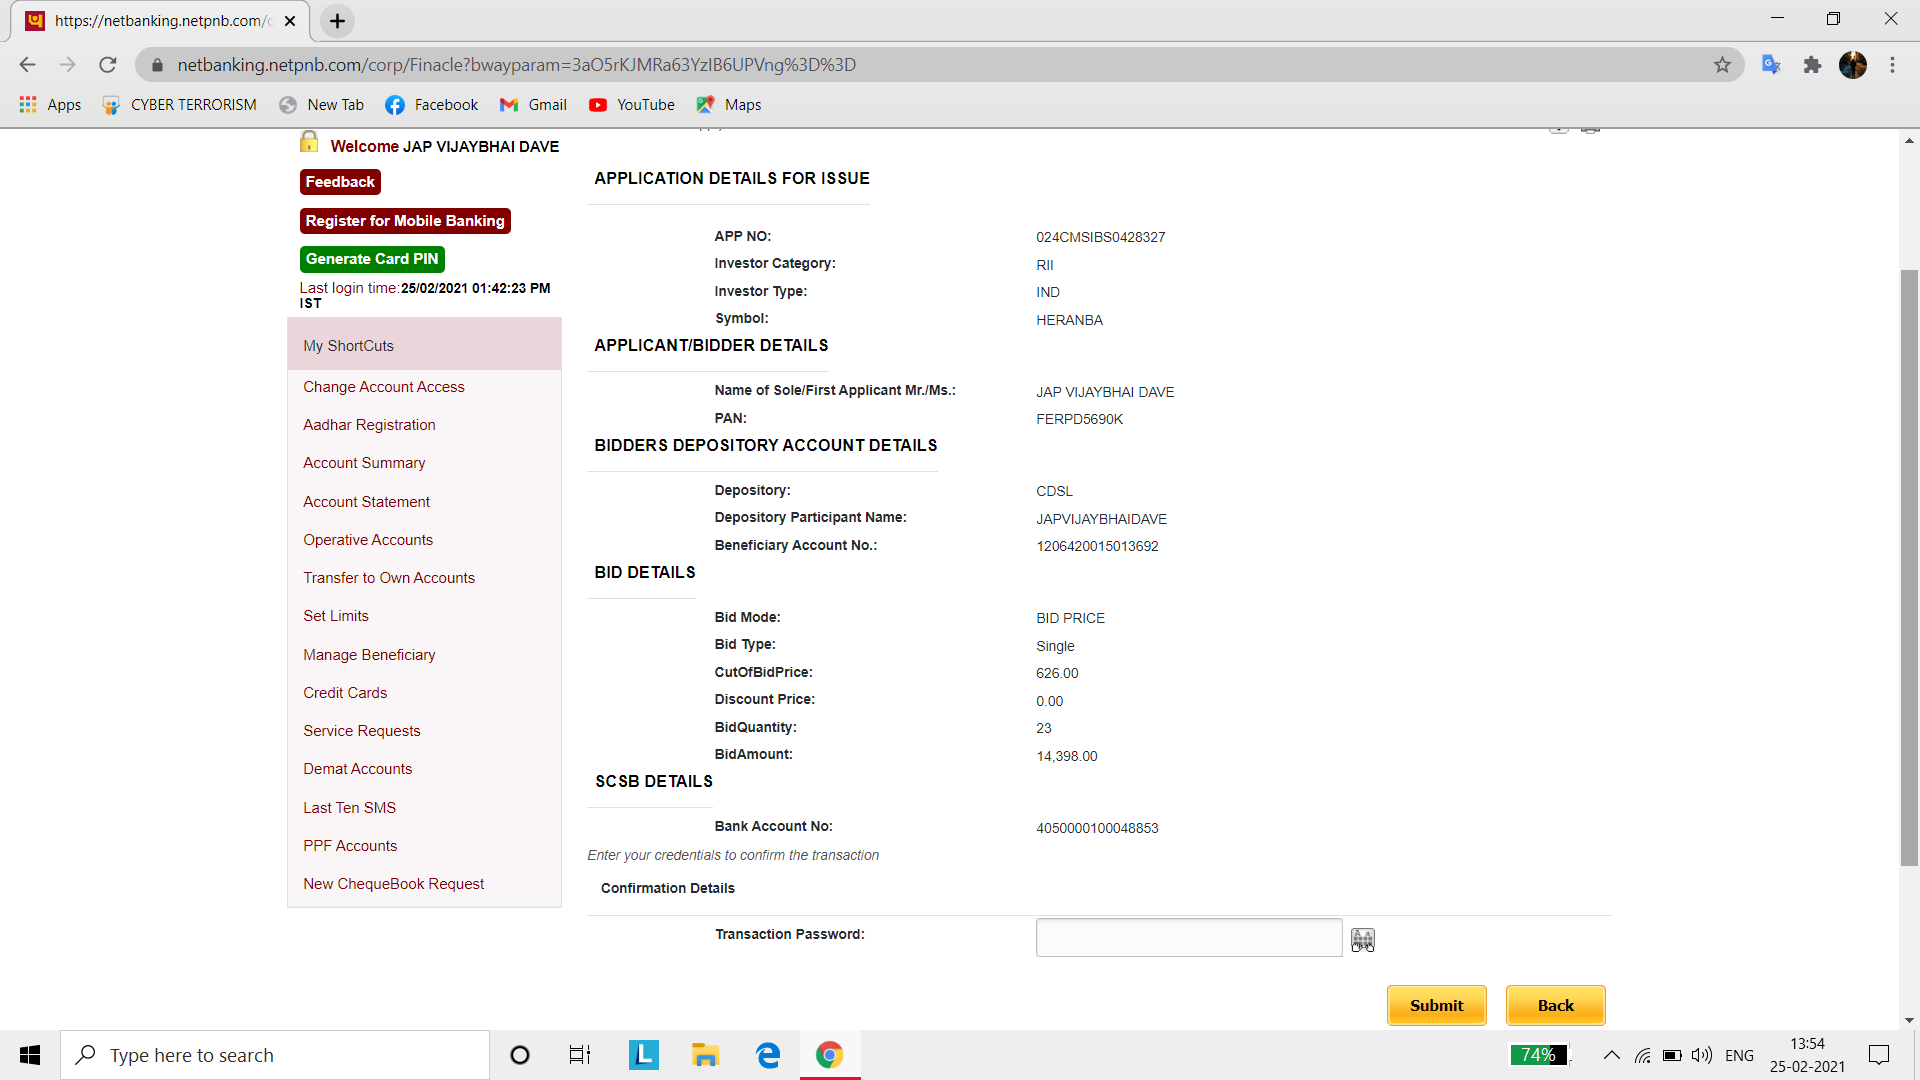 https://netbanking.netpnb.com/c
netbanking.netpnb.com/corp/Finacle?bwayparam=3aO5rKJMRa63YzIB6UPVng%3D%3D
Apps CYBER TERRORISM New Tab Facebook Gmail YouTube Maps
Welcome JAP VIJAYBHAI DAVE
Feedback
Register for Mobile Banking
Generate Card PIN
Last login time:25/02/2021 01:42:23 PM
IST
My ShortCuts
Change Account Access
Aadhar Registration
Account Summary
Account Statement
Operative Accounts
Transfer to Own Accounts
Set Limits
Manage Beneficiary
Credit Cards
Service Requests
Demat Accounts
Last Ten SMS
PPF Accounts
New ChequeBook Request
APPLICATION DETAILS FOR ISSUE
APP NO: 024CMSIBS0428327
Investor Category: RII
Investor Type: IND
Symbol: HERANBA
APPLICANT/BIDDER DETAILS
Name of Sole/First Applicant Mr./Ms.: JAP VIJAYBHAI DAVE
PAN: FERPD5690K
BIDDERS DEPOSITORY ACCOUNT DETAILS
Depository: CDSL
Depository Participant Name: JAPVIJAYBHAIDAVE
Beneficiary Account No.: 1206420015013692
BID DETAILS
Bid Mode: BID PRICE
Bid Type: Single
CutOfBidPrice: 626.00
Discount Price: 0.00
BidQuantity: 23
BidAmount: 14,398.00
SCSB DETAILS
Bank Account No: 4050000100048853
Enter your credentials to confirm the transaction
Confirmation Details
Transaction Password:
Submit Back
Type here to search
74%
ENG
13:54
25-02-2021